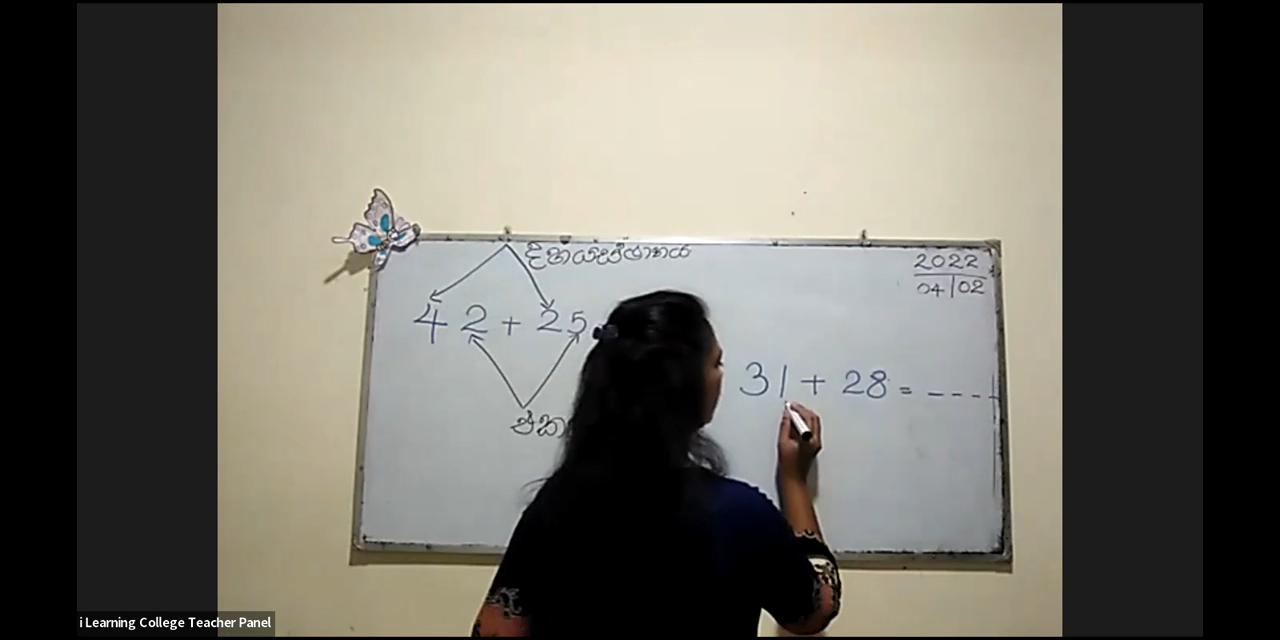 දහයස්ථානය
2022
04/02
42 + 25
31 + 28 = ----
i Learning College Teacher Panel